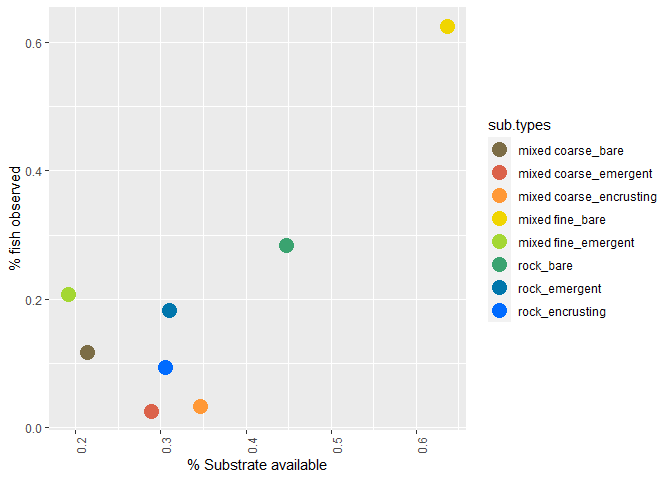 0.6
0.4
0.2
0.0
% fish observed
0.2
0.3
0.4
0.5
0.6
% Substrate available
sub.types
mixed coarse_bare
mixed coarse_emergent
mixed coarse_encrusting
mixed fine_bare
mixed fine_emergent
rock_bare
rock_emergent
rock_encrusting